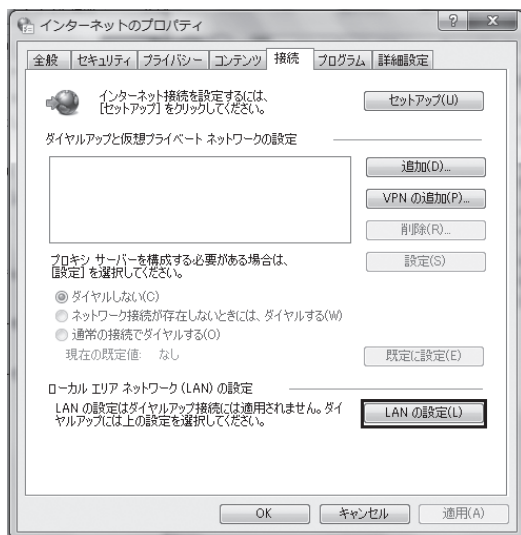 インターネットのプロパティ
全般 セキュリティ プライバシー コンテンツ 接続 プログラム 詳細設定
インターネット接続を設定するには、
[セットアップ] をクリックしてください。
セットアップ(U)
ダイヤルアップと仮想プライベート ネットワークの設定
追加(D)...
VPN の追加(P)...
削除(R)...
プロキシ サーバーを構成する必要がある場合は、
[設定] を選択してください。
設定(S)
ダイヤルしない(C)
ネットワーク接続が存在しないときには、ダイヤルする(W)
通常の接続でダイヤルする(O)
現在の既定値: なし
既定に設定(E)
ローカル エリア ネットワーク (LAN) の設定
LAN の設定はダイヤルアップ接続には適用されません。ダイ
ヤルアップには上の設定を選択してください。
LAN の設定(L)
OK キャンセル 適用(A)